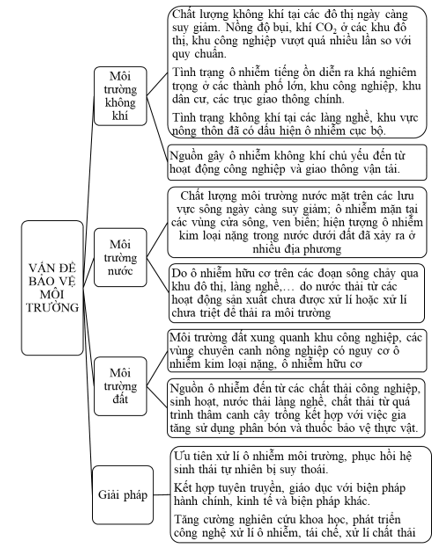 VẤN ĐỀ
BẢO VỆ
MÔI
TRƯỜNG
Môi
trường
không
khí
Chất lượng không khí tại các đô thị ngày càng
suy giảm. Nồng độ bụi, khí CO₂ ở các khu đô
thị, khu công nghiệp vượt quá nhiều lần so với
quy chuẩn.
Tình trạng ô nhiễm tiếng ồn diễn ra khá nghiêm
trọng ở các thành phố lớn, khu công nghiệp, khu
dân cư, các trục giao thông chính.
Tình trạng không khí tại các làng nghề, khu vực
nông thôn đã có dấu hiện ô nhiễm cục bộ.
Nguồn gây ô nhiễm không khí chủ yếu đến từ
hoạt động công nghiệp và giao thông vận tải.
Môi
trường
nước
Chất lượng môi trường nước mặt trên các lưu
vực sông ngày càng suy giảm; ô nhiễm mặn tại
các vùng cửa sông, ven biển; hiện tượng ô nhiễm
kim loại nặng trong nước dưới đất đã xảy ra ở
nhiều địa phương
Do ô nhiễm hữu cơ trên các đoạn sông chảy qua
khu đô thị, làng nghề,… do nước thải từ các
hoạt động sản xuất chưa được xử lí hoặc xử lí
chưa triệt để thải ra môi trường
Môi
trường
đất
Môi trường đất xung quanh khu công nghiệp, các
vùng chuyên canh nông nghiệp có nguy cơ ô
nhiễm kim loại nặng, ô nhiễm hữu cơ
Nguồn ô nhiễm đến từ các chất thải công nghiệp,
sinh hoạt, nước thải làng nghề, chất thải từ quá
trình thâm canh cây trồng kết hợp với việc gia
tăng sử dụng phân bón và thuốc bảo vệ thực vật.
Giải pháp
Ưu tiên xử lí ô nhiễm môi trường, phục hồi hệ
sinh thái tự nhiên bị suy thoái.
Kết hợp tuyên truyền, giáo dục với biện pháp
hành chính, kinh tế và biện pháp khác.
Tăng cường nghiên cứu khoa học, phát triển
công nghệ xử lí ô nhiễm, tái chế, xử lí chất thải